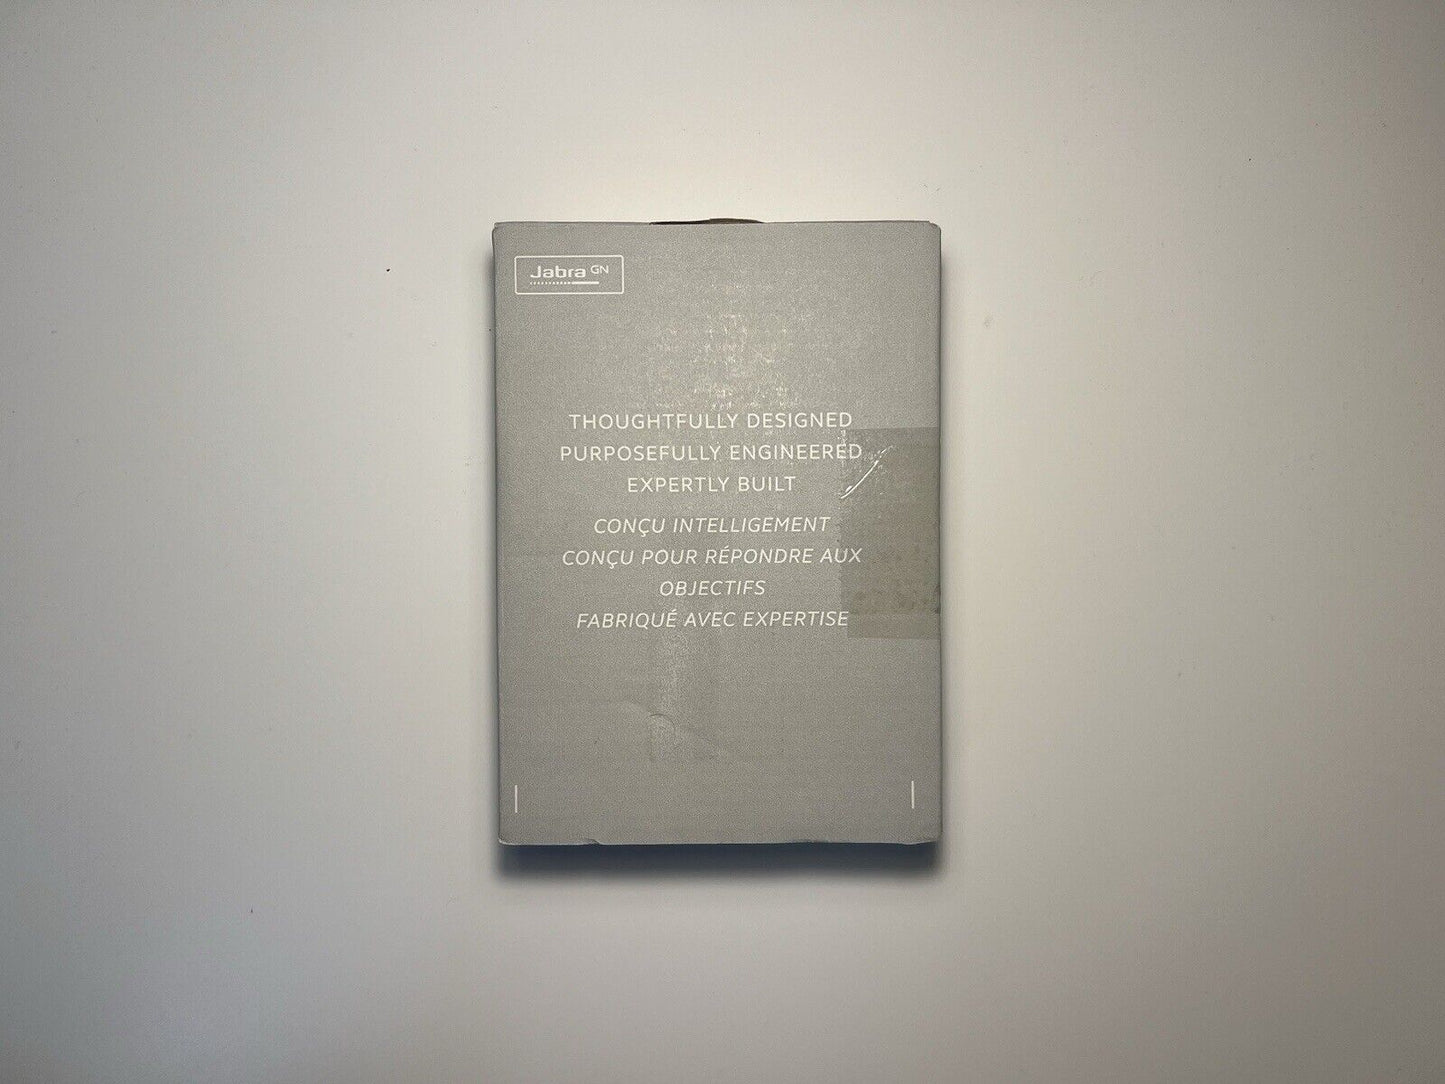 Jabra GN
THOUGHTFULLY DESIGNED
PURPOSEFULLY ENGINEERED
EXPERTLY BUILT
CONÇU INTELLIGEMENT
CONÇU POUR RÉPONDRE AUX
OBJECTIFS
FABRIQUÉ AVEC EXPERTISE